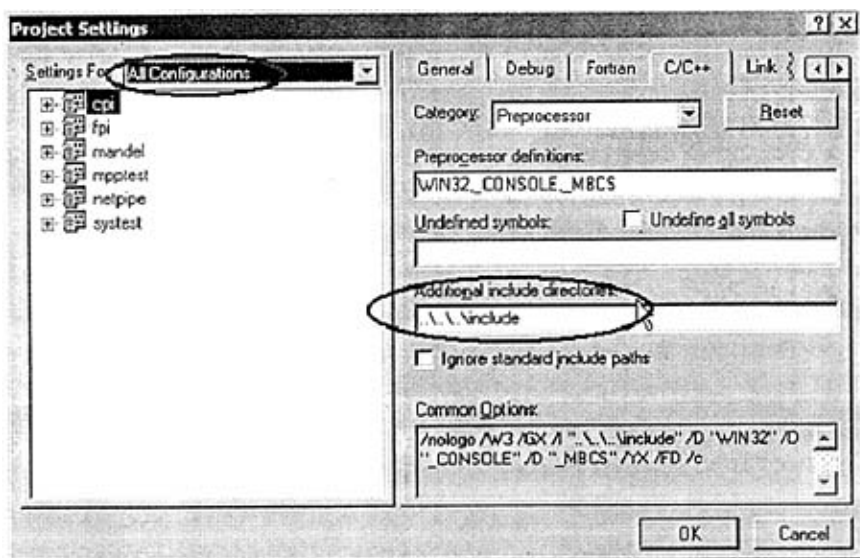 Project Settings
? X
Settings For: All Configurations
cpi
fpi
mandel
mpptest
netpipe
systest
General Debug Fortran C/C++ Link
Category: Preprocessor Reset
Preprocessor definitions:
WIN32,_CONSOLE,_MBCS
Undefined symbols: Undefine all symbols
Additional include directories:
..\..\..\include
Ignore standard include paths
Common Options:
/nologo /W3 /GX /I "..\..\..\include" /D "WIN32" /D
"_CONSOLE" /D "_MBCS" /YX /FD /c
OK Cancel